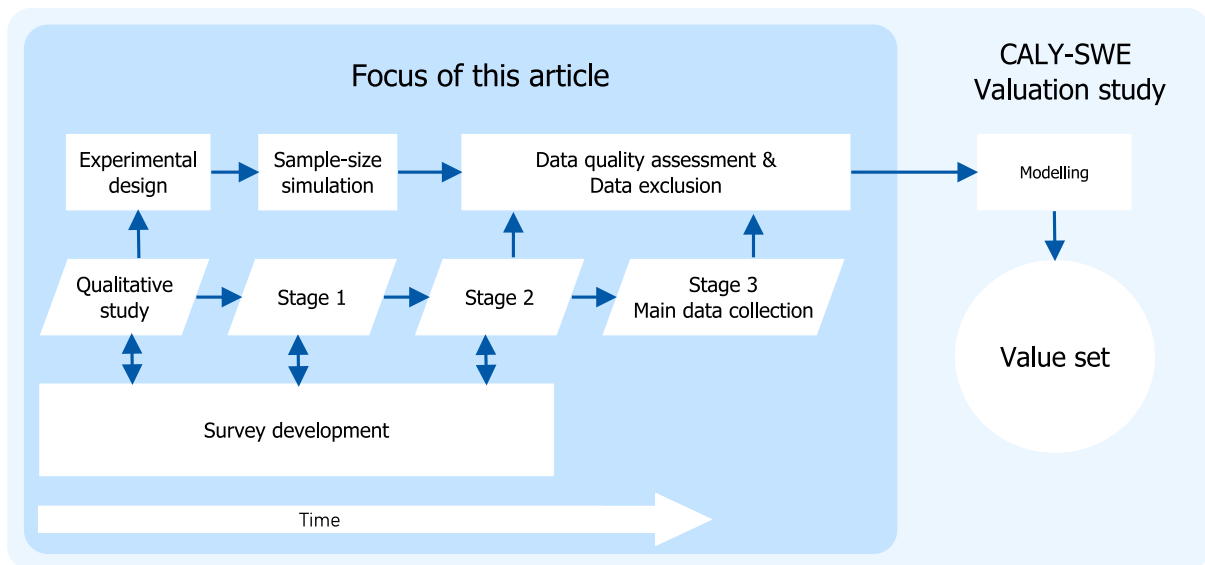 Focus of this article
CALY-SWE
Valuation study
Experimental
design
Sample-size
simulation
Data quality assessment &
Data exclusion
Modelling
Qualitative
study
Stage 1
Stage 2
Stage 3
Main data collection
Value set
Survey development
Time